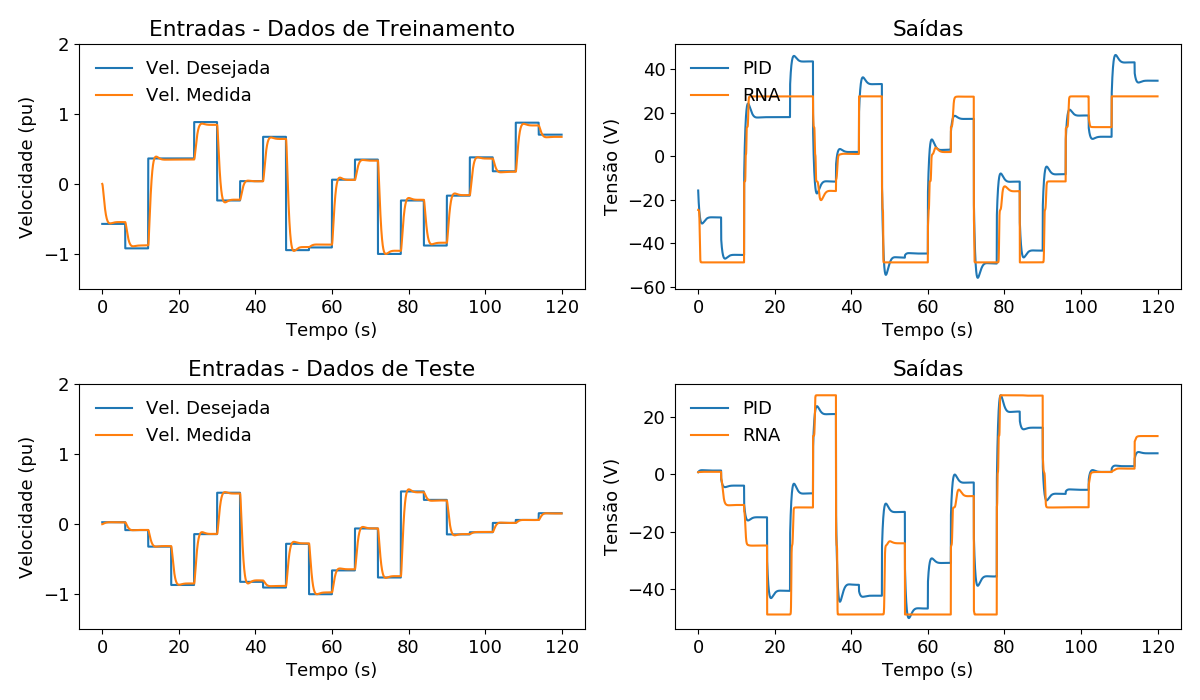 Entradas - Dados de Treinamento
2
1
0
−1
Velocidade (pu)
Vel. Desejada
Vel. Medida
0 20 40 60 80 100 120
Tempo (s)
Saídas
40
20
0
−20
−40
−60
Tensão (V)
PID
RNA
0 20 40 60 80 100 120
Tempo (s)
Entradas - Dados de Teste
2
1
0
−1
Velocidade (pu)
Vel. Desejada
Vel. Medida
0 20 40 60 80 100 120
Tempo (s)
Saídas
20
0
−20
−40
Tensão (V)
PID
RNA
0 20 40 60 80 100 120
Tempo (s)